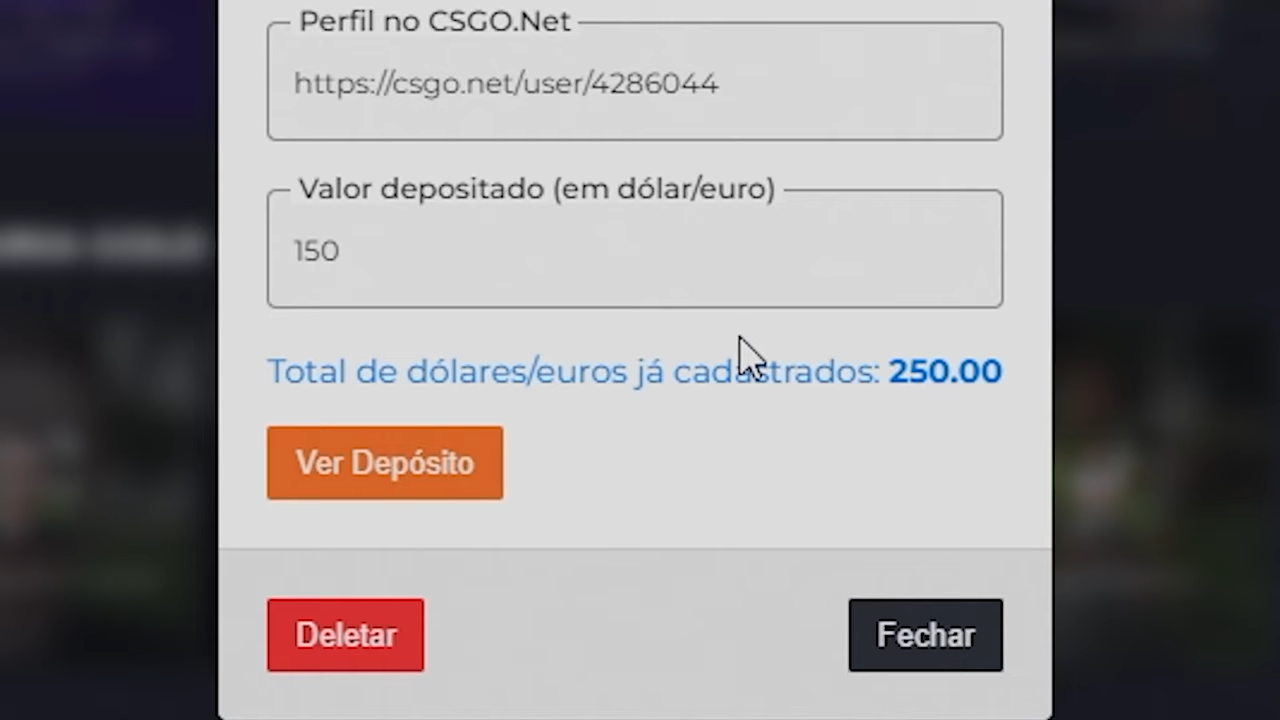 Perfil no CSGO.Net
https://csgo.net/user/4286044
Valor depositado (em dólar/euro)
150
Total de dólares/euros já cadastrados: 250.00
Ver Depósito
Deletar
Fechar